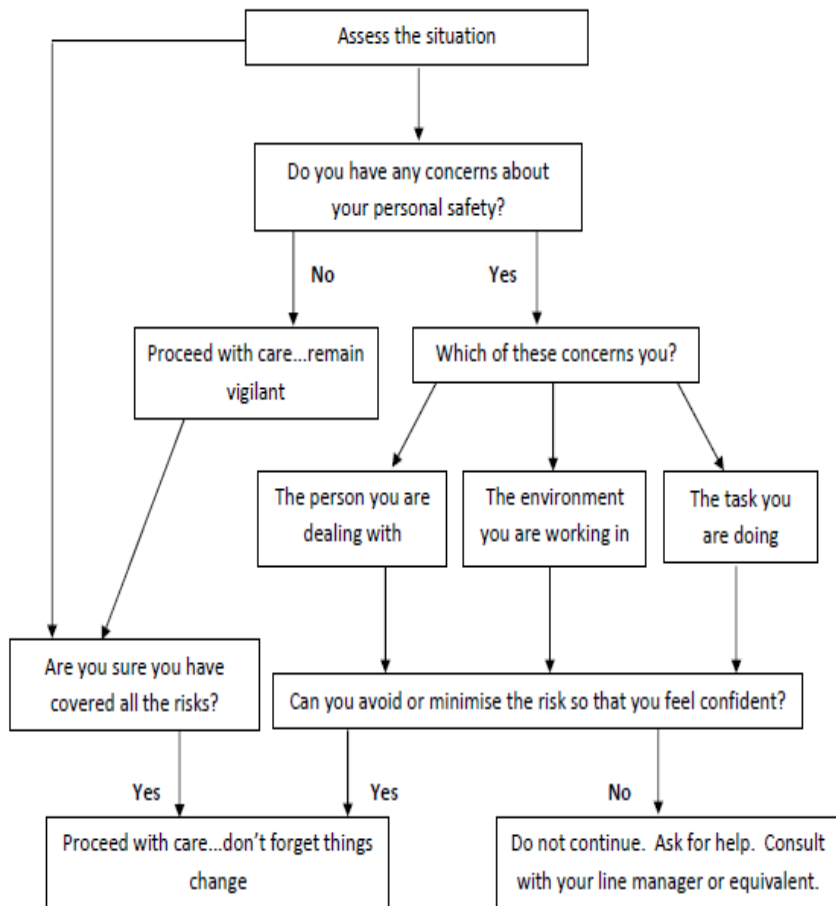 Assess the situation
Do you have any concerns about
your personal safety?
No
Yes
Proceed with care...remain
vigilant
Which of these concerns you?
The person you are
dealing with
The environment
you are working in
The task you
are doing
Are you sure you have
covered all the risks?
Can you avoid or minimise the risk so that you feel confident?
Yes
Yes
No
Proceed with care...don't forget things
change
Do not continue.  Ask for help.  Consult
with your line manager or equivalent.